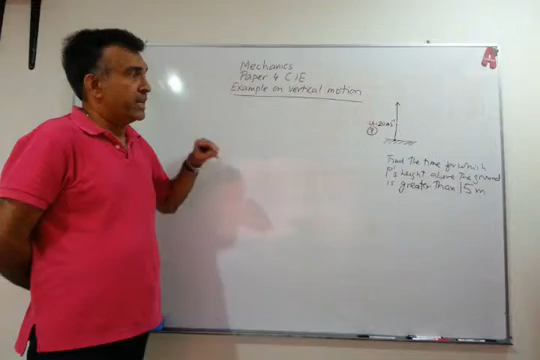 Mechanics
Paper 4 CIE
Example on vertical motion
A
u=20ms⁻¹
P
Find the time for which
P's height above the ground
is greater than 15m